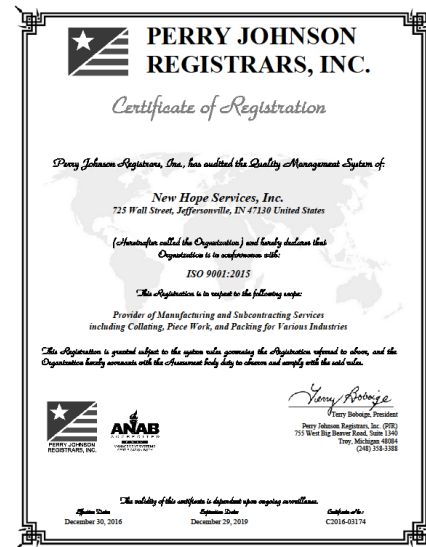 PERRY JOHNSON
REGISTRARS, INC.
Certificate of Registration
Perry Johnson Registrars, Inc., has audited the Quality Management System of:
New Hope Services, Inc.
725 Wall Street, Jeffersonville, IN 47130 United States
(Hereinafter called the Organization) and hereby declares that
Organization is in conformance with:
ISO 9001:2015
This Registration is in respect to the following scope:
Provider of Manufacturing and Subcontracting Services
including Collating, Piece Work, and Packing for Various Industries
This Registration is granted subject to the system rules governing the Registration referred to above, and the
Organization hereby covenants with the Assessment body duty to observe and comply with the said rules.
Terry Boboige
Terry Boboige, President
Perry Johnson Registrars, Inc. (PJR)
755 West Big Beaver Road, Suite 1340
Troy, Michigan 48084
(248) 358-3388
PERRY JOHNSON
REGISTRARS, INC.
ANAB
ACCREDITED
The validity of this certificate is dependent upon ongoing surveillance.
Effective Date:
Expiration Date:
Certificate No.:
December 30, 2016
December 29, 2019
C2016-03174